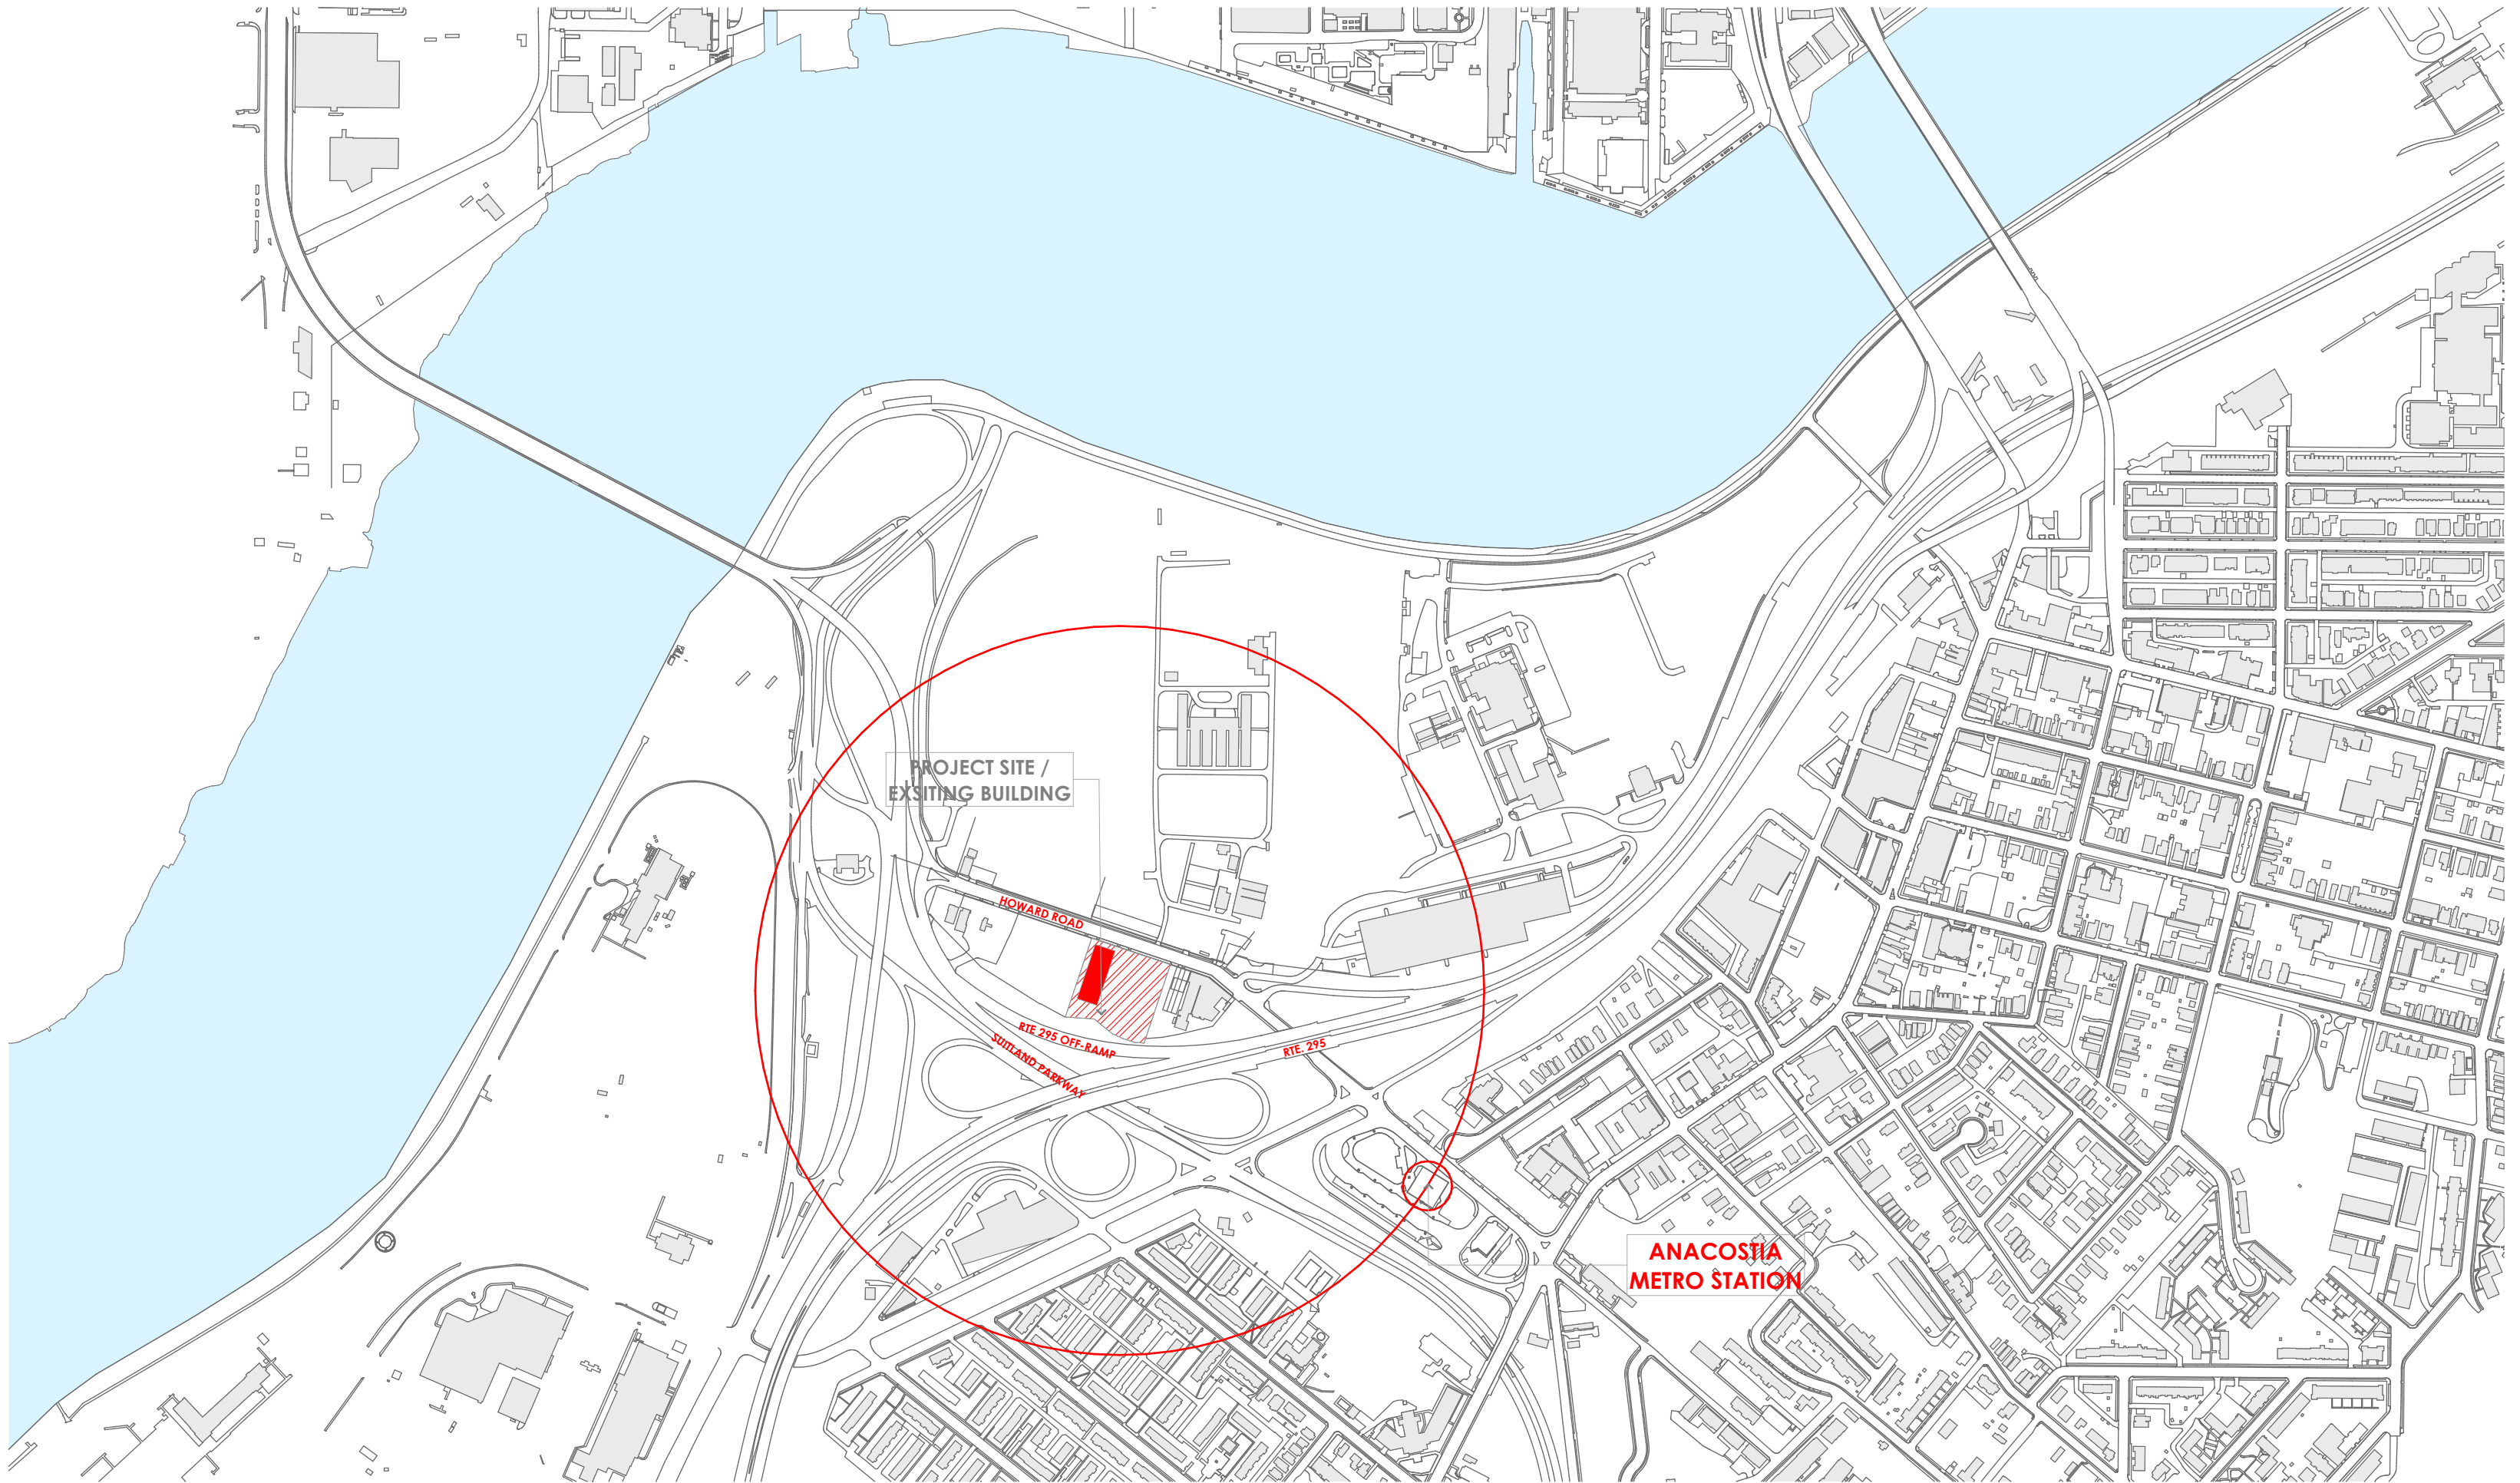 PROJECT SITE /
EXSITING BUILDING
HOWARD ROAD
RTE 295 OFF-RAMP
SUITLAND PARKWAY
RTE. 295
ANACOSTIA
METRO STATION